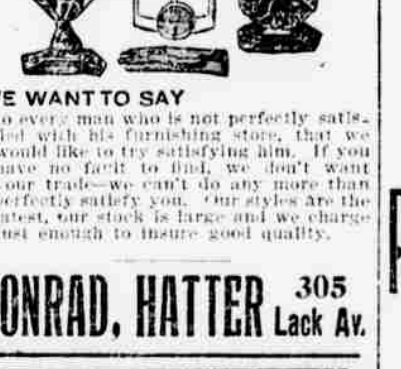 E WANT TO SAY
o every man who is not perfectly satis-
fied with his furnishing store, that we
would like to try satisfying him. If you
have no fault to find, we don't want
our trade—we can't do any more than
perfectly satisfy you. Our styles are the
atest, our stock is large and we charge
ust enough to insure good quality.
ONRAD, HATTER 305
Lack Av.